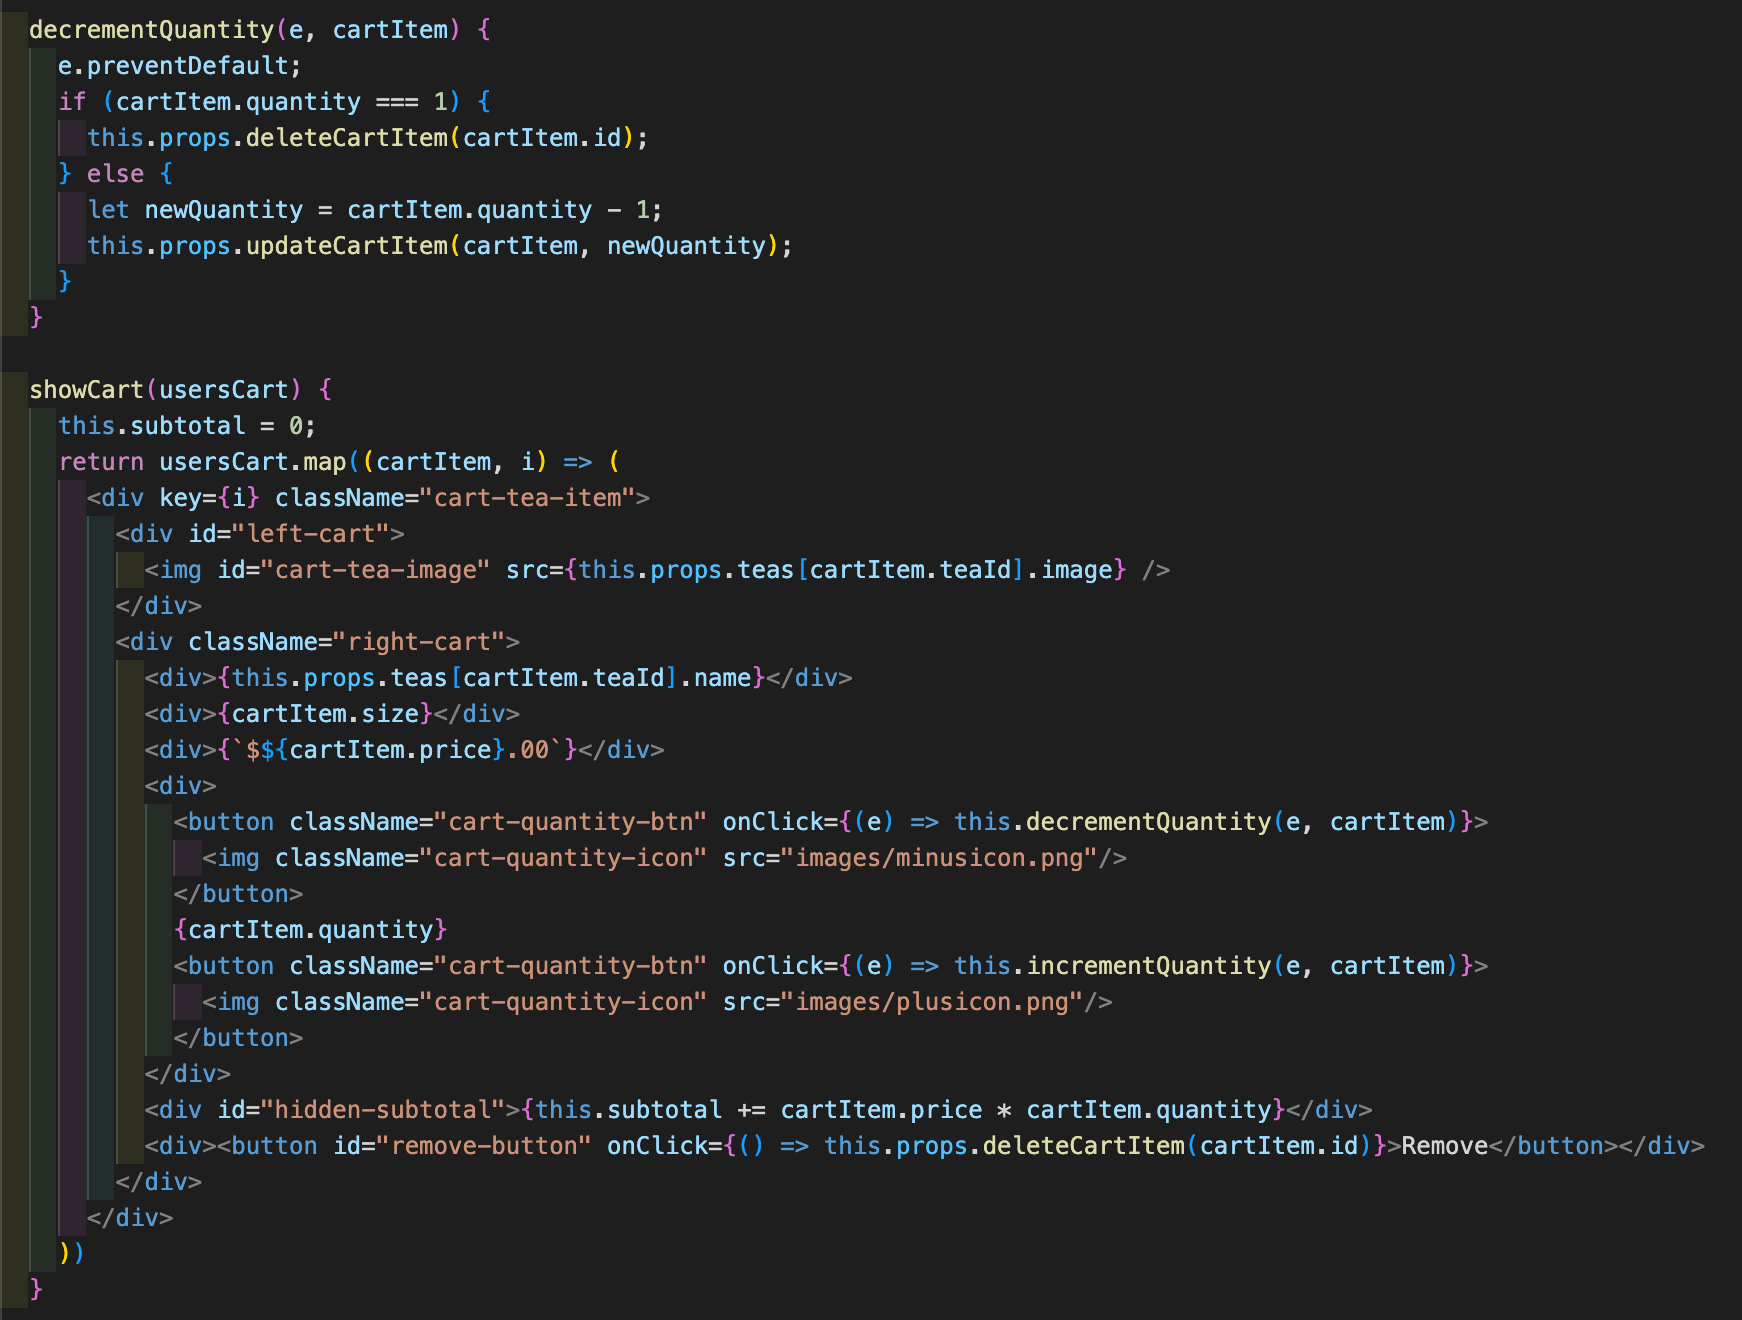 decrementQuantity(e, cartItem) {
  e.preventDefault;
  if (cartItem.quantity === 1) {
    this.props.deleteCartItem(cartItem.id);
  } else {
    let newQuantity = cartItem.quantity - 1;
    this.props.updateCartItem(cartItem, newQuantity);
  }
}

showCart(usersCart) {
  this.subtotal = 0;
  return usersCart.map((cartItem, i) => (
    <div key={i} className="cart-tea-item">
      <div id="left-cart">
        <img id="cart-tea-image" src={this.props.teas[cartItem.teaId].image} />
      </div>
      <div className="right-cart">
        <div>{this.props.teas[cartItem.teaId].name}</div>
        <div>{cartItem.size}</div>
        <div>{`$${cartItem.price}.00`}</div>
        <div>
          <button className="cart-quantity-btn" onClick={(e) => this.decrementQuantity(e, cartItem)}>
            <img className="cart-quantity-icon" src="images/minusicon.png"/>
          </button>
          {cartItem.quantity}
          <button className="cart-quantity-btn" onClick={(e) => this.incrementQuantity(e, cartItem)}>
            <img className="cart-quantity-icon" src="images/plusicon.png"/>
          </button>
        </div>
        <div id="hidden-subtotal">{this.subtotal += cartItem.price * cartItem.quantity}</div>
        <div><button id="remove-button" onClick={() => this.props.deleteCartItem(cartItem.id)}>Remove</button></div>
      </div>
    </div>
  ))
}